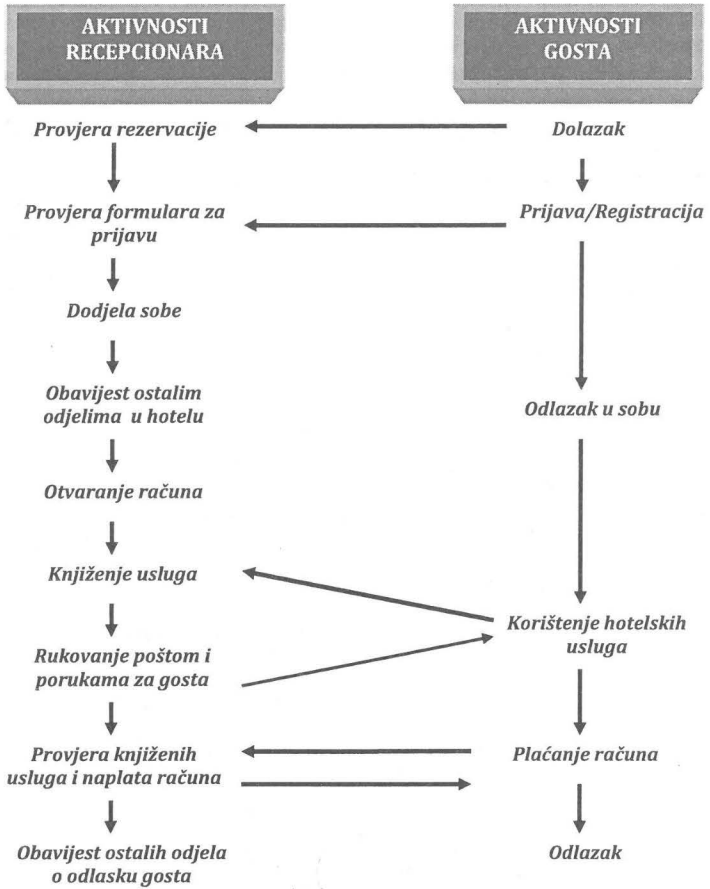 AKTIVNOSTI
RECEPCIONARA
AKTIVNOSTI
GOSTA
Provjera rezervacije
Dolazak
Provjera formulara za
prijavu
Prijava/Registracija
Dodjela sobe
Obavijest ostalim
odjelima u hotelu
Odlazak u sobu
Otvaranje računa
Knjiženje usluga
Korištenje hotelskih
usluga
Rukovanje poštom i
porukama za gosta
Provjera knjiženih
usluga i naplata računa
Plaćanje računa
Obavijest ostalih odjela
o odlasku gosta
Odlazak